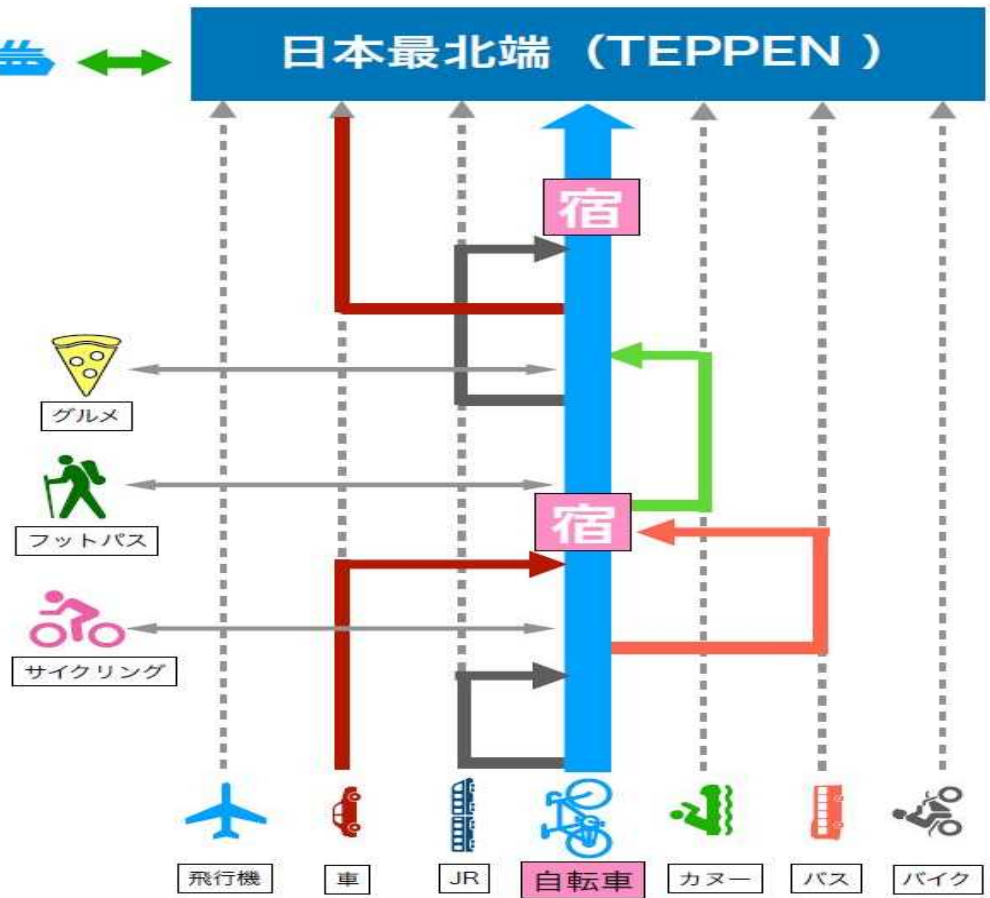 日本最北端（TEPPEN ）
宿
グルメ
フットパス
宿
サイクリング
飛行機
車
JR
自転車
カヌー
バス
バイク